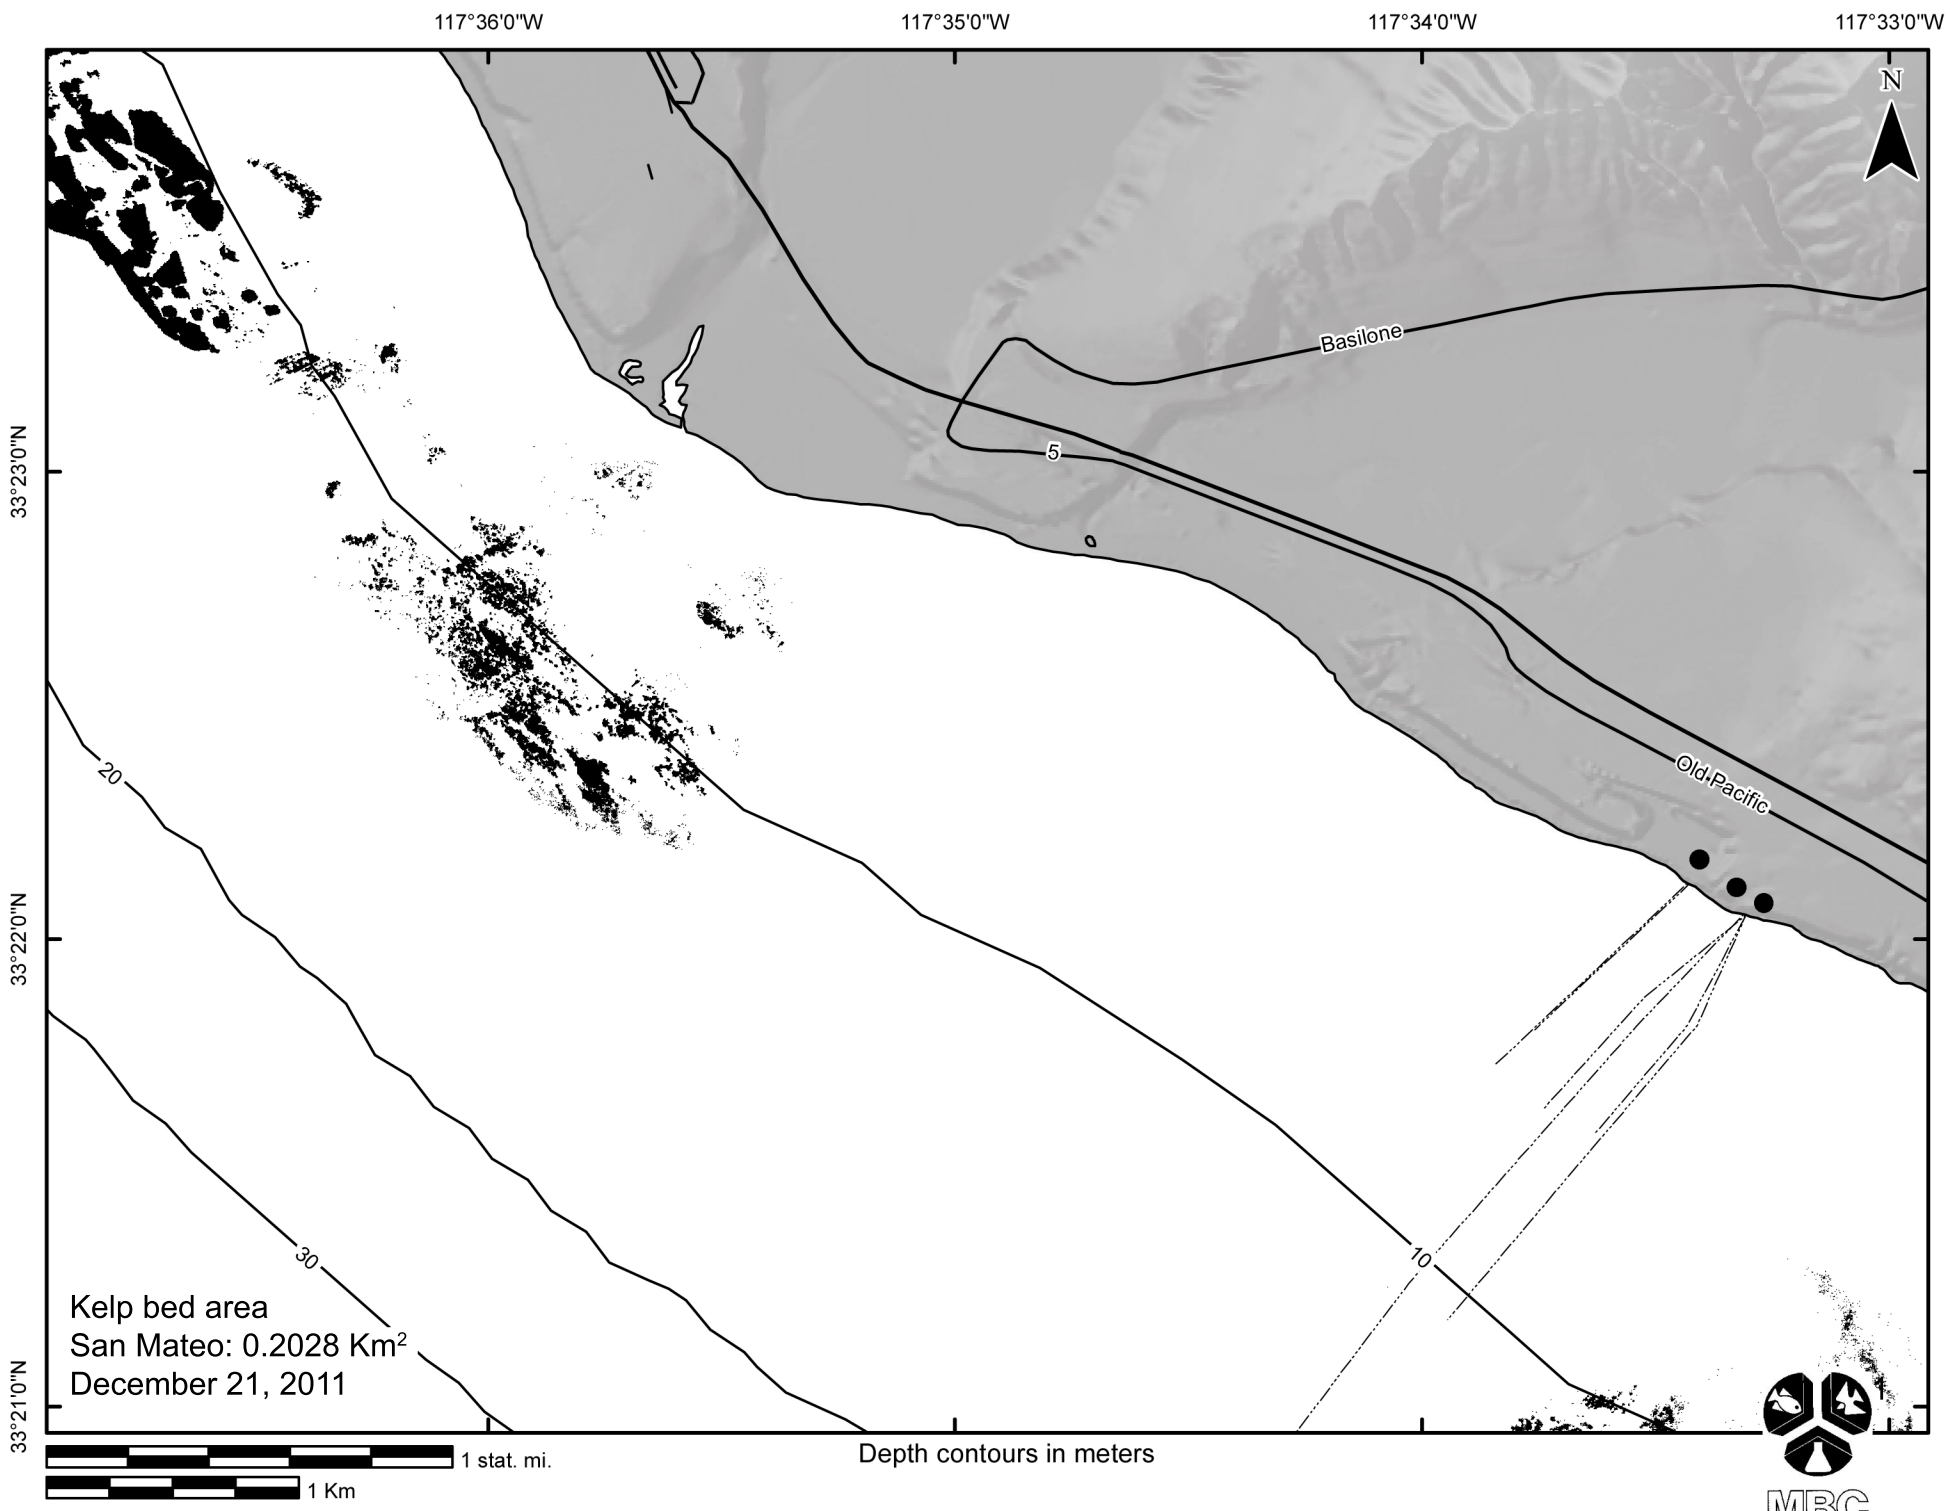 117°36'0"W
117°35'0"W
117°34'0"W
117°33'0"W
N
Basilone
33°23'0"N
5
Old Pacific
20
33°22'0"N
30
10
Kelp bed area
San Mateo: 0.2028 Km²
December 21, 2011
33°21'0"N
1 stat. mi.
Depth contours in meters
1 Km
MBC